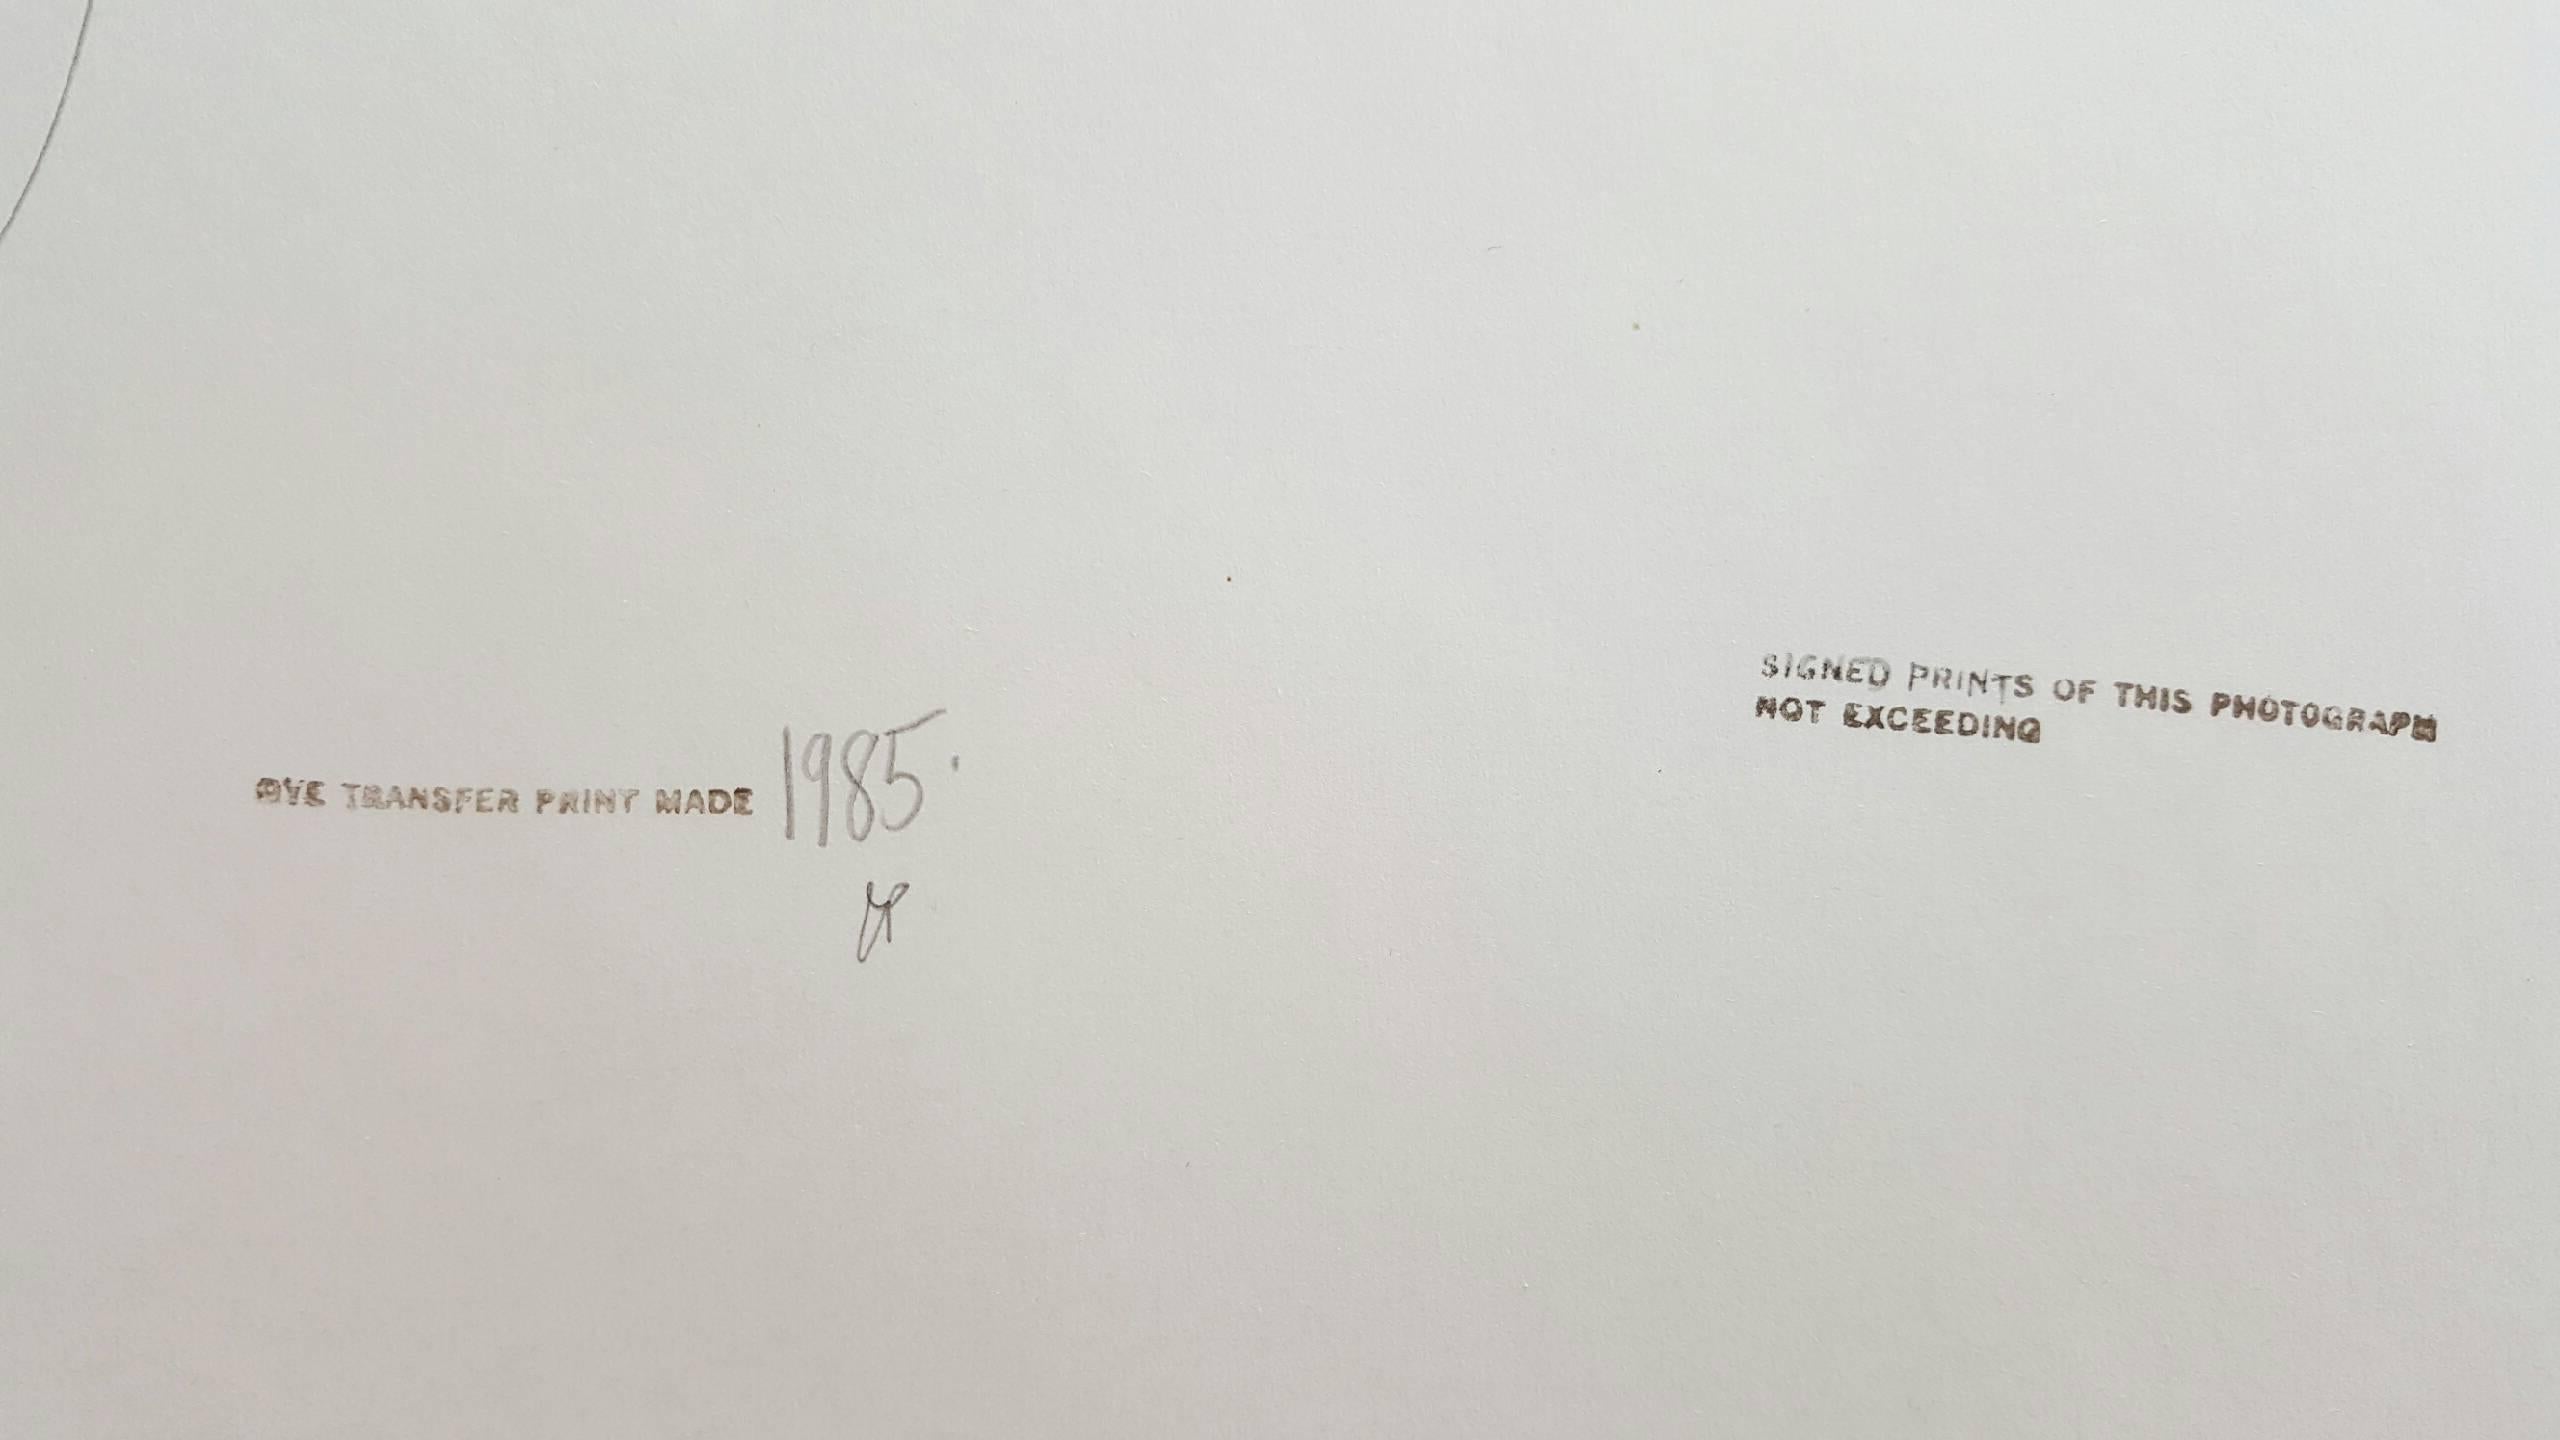 SIGNED PRINTS OF THIS PHOTOGRAPH
NOT EXCEEDING
DYE TRANSFER PRINT MADE 1985.